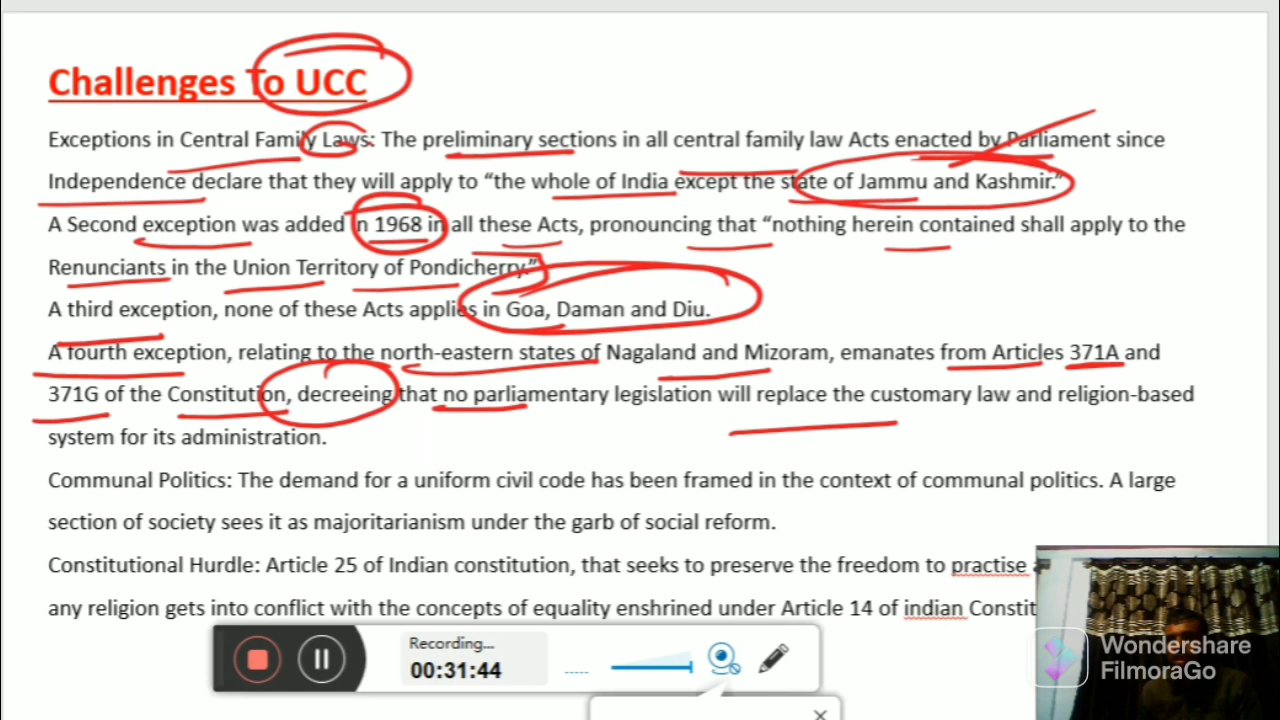 Challenges To UCC
Exceptions in Central Family Laws: The preliminary sections in all central family law Acts enacted by Parliament since
Independence declare that they will apply to “the whole of India except the state of Jammu and Kashmir.”
A Second exception was added in 1968 in all these Acts, pronouncing that “nothing herein contained shall apply to the
Renunciants in the Union Territory of Pondicherry.”
A third exception, none of these Acts applies in Goa, Daman and Diu.
A fourth exception, relating to the north-eastern states of Nagaland and Mizoram, emanates from Articles 371A and
371G of the Constitution, decreeing that no parliamentary legislation will replace the customary law and religion-based
system for its administration.
Communal Politics: The demand for a uniform civil code has been framed in the context of communal politics. A large
section of society sees it as majoritarianism under the garb of social reform.
Constitutional Hurdle: Article 25 of Indian constitution, that seeks to preserve the freedom to practise
any religion gets into conflict with the concepts of equality enshrined under Article 14 of indian Constit
Recording...
00:31:44
Wondershare
FilmoraGo